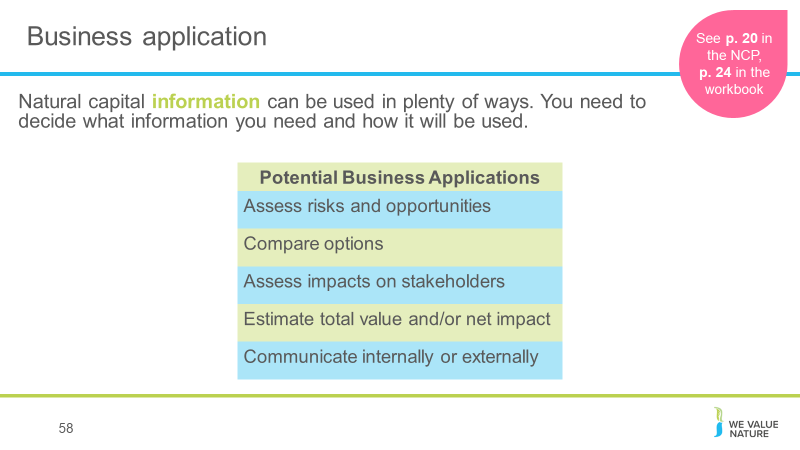 Business application
See p. 20 in
the NCP,
p. 24 in the
workbook
Natural capital information can be used in plenty of ways. You need to
decide what information you need and how it will be used.
Potential Business Applications
Assess risks and opportunities
Compare options
Assess impacts on stakeholders
Estimate total value and/or net impact
Communicate internally or externally
58
WE VALUE
NATURE